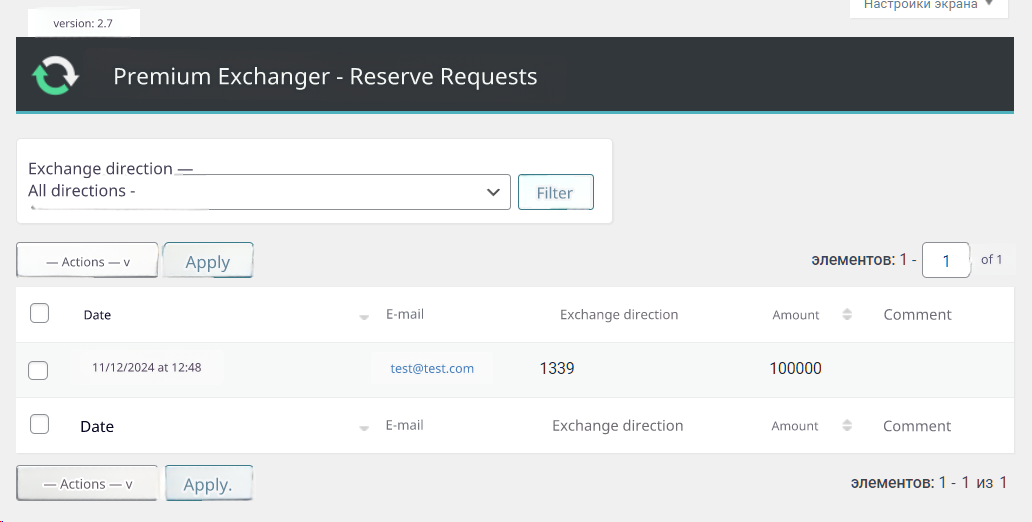 Настройки экрана ▼
version: 2.7
Premium Exchanger - Reserve Requests
Exchange direction —
All directions -
Filter
— Actions — v Apply элементов: 1 - 1 of 1
Date E-mail Exchange direction Amount Comment
11/12/2024 at 12:48 test@test.com 1339 100000
Date E-mail Exchange direction Amount Comment
— Actions — v Apply. элементов: 1 - 1 из 1